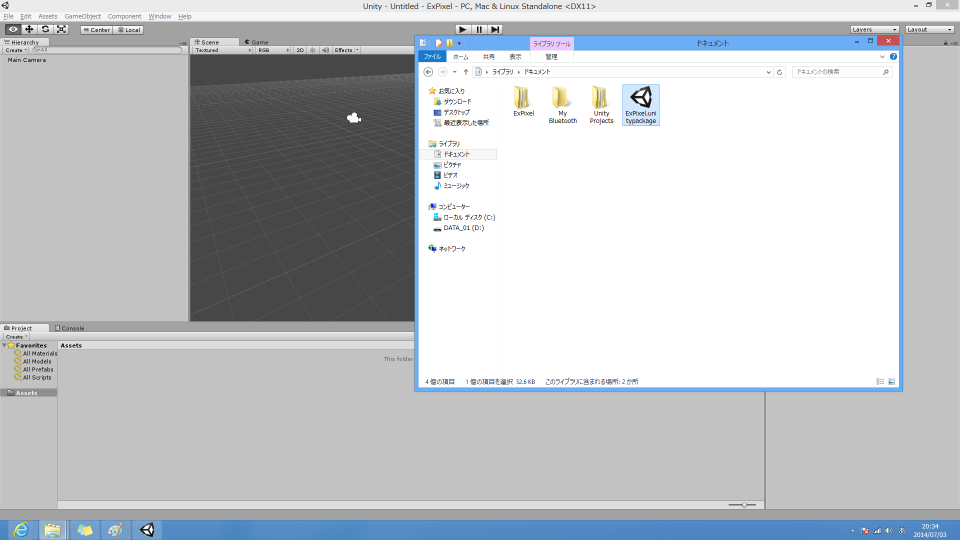 Unity - Untitled - ExPixel - PC, Mac & Linux Standalone <DX11>
File Edit Assets GameObject Component Window Help
Center Local
Layers Layout
Hierarchy
Create All
Main Camera
Scene Game
Textured RGB 2D Effects
ライブラリ ツール
ドキュメント
ファイル ホーム 共有 表示 管理
ライブラリ ドキュメント
ドキュメントの検索
お気に入り
ダウンロード
デスクトップ
最近表示した場所
ライブラリ
ドキュメント
ピクチャ
ビデオ
ミュージック
コンピューター
ローカル ディスク (C:)
DATA_01 (D:)
ネットワーク
ExPixel
My
Bluetooth
Unity
Projects
ExPixel.uni
typackage
4 個の項目 1 個の項目を選択 52.6 KB このライブラリに含まれる場所: 2 か所
Project Console
Create
Favorites
All Materials
All Models
All Prefabs
All Scripts
Assets
Assets
This folder
20:34
2014/07/03